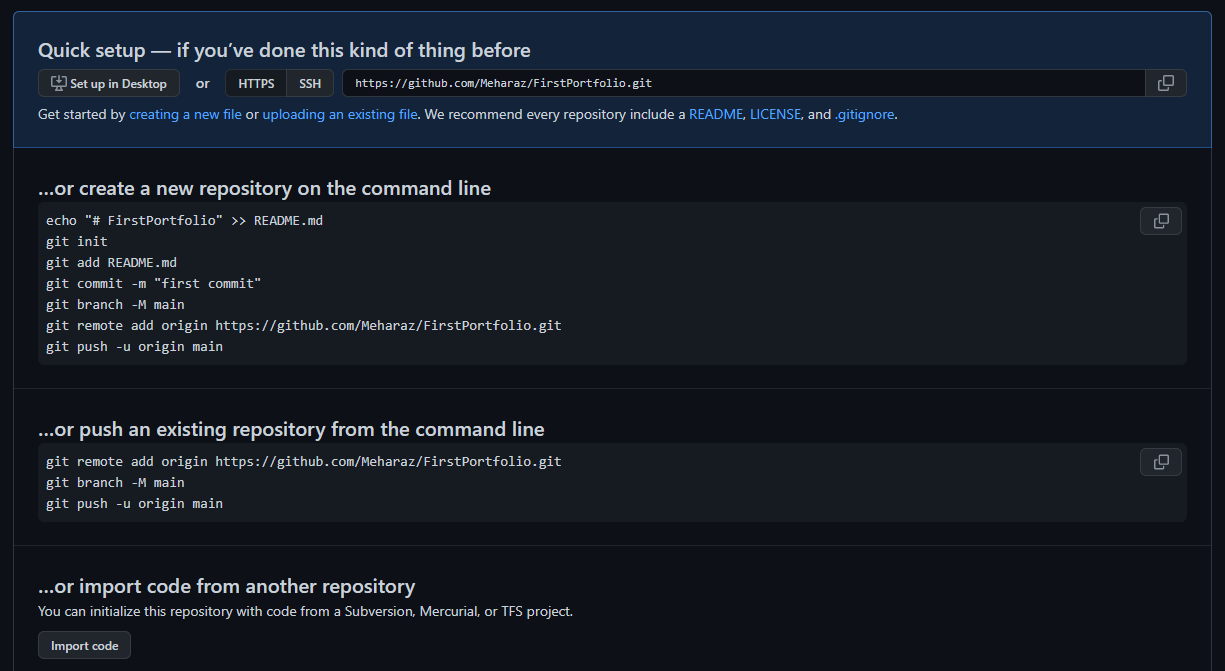 Quick setup — if you’ve done this kind of thing before
Set up in Desktop or HTTPS SSH https://github.com/Meharaz/FirstPortfolio.git
Get started by creating a new file or uploading an existing file. We recommend every repository include a README, LICENSE, and .gitignore.
…or create a new repository on the command line
echo "# FirstPortfolio" >> README.md
git init
git add README.md
git commit -m "first commit"
git branch -M main
git remote add origin https://github.com/Meharaz/FirstPortfolio.git
git push -u origin main
…or push an existing repository from the command line
git remote add origin https://github.com/Meharaz/FirstPortfolio.git
git branch -M main
git push -u origin main
…or import code from another repository
You can initialize this repository with code from a Subversion, Mercurial, or TFS project.
Import code